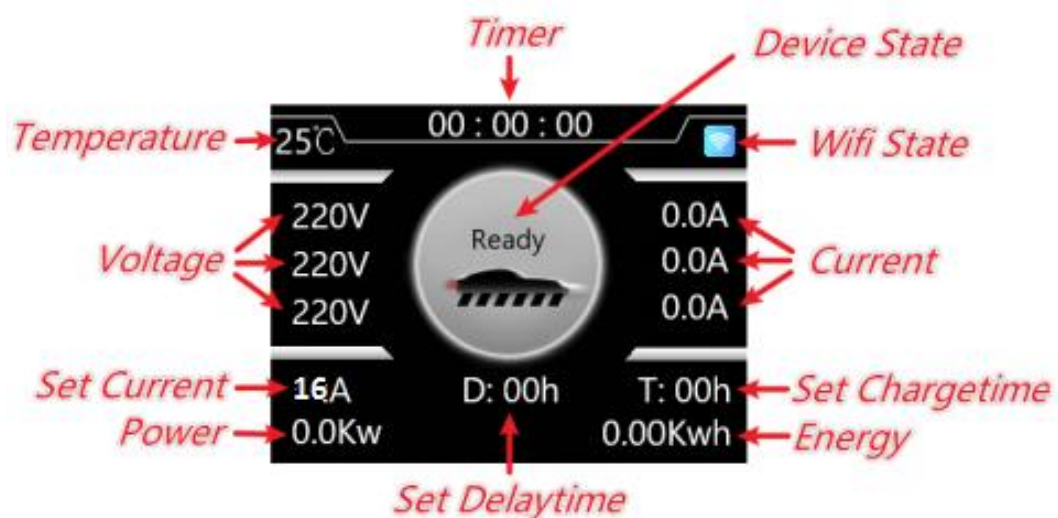 Timer
Device State
00 : 00 : 00
Temperature
25℃
Wifi State
220V
0.0A
Ready
Voltage
220V
0.0A
Current
220V
0.0A
Set Current
16A
D: 00h
T: 00h
Set Chargetime
Power
0.0Kw
0.00Kwh
Energy
Set Delaytime